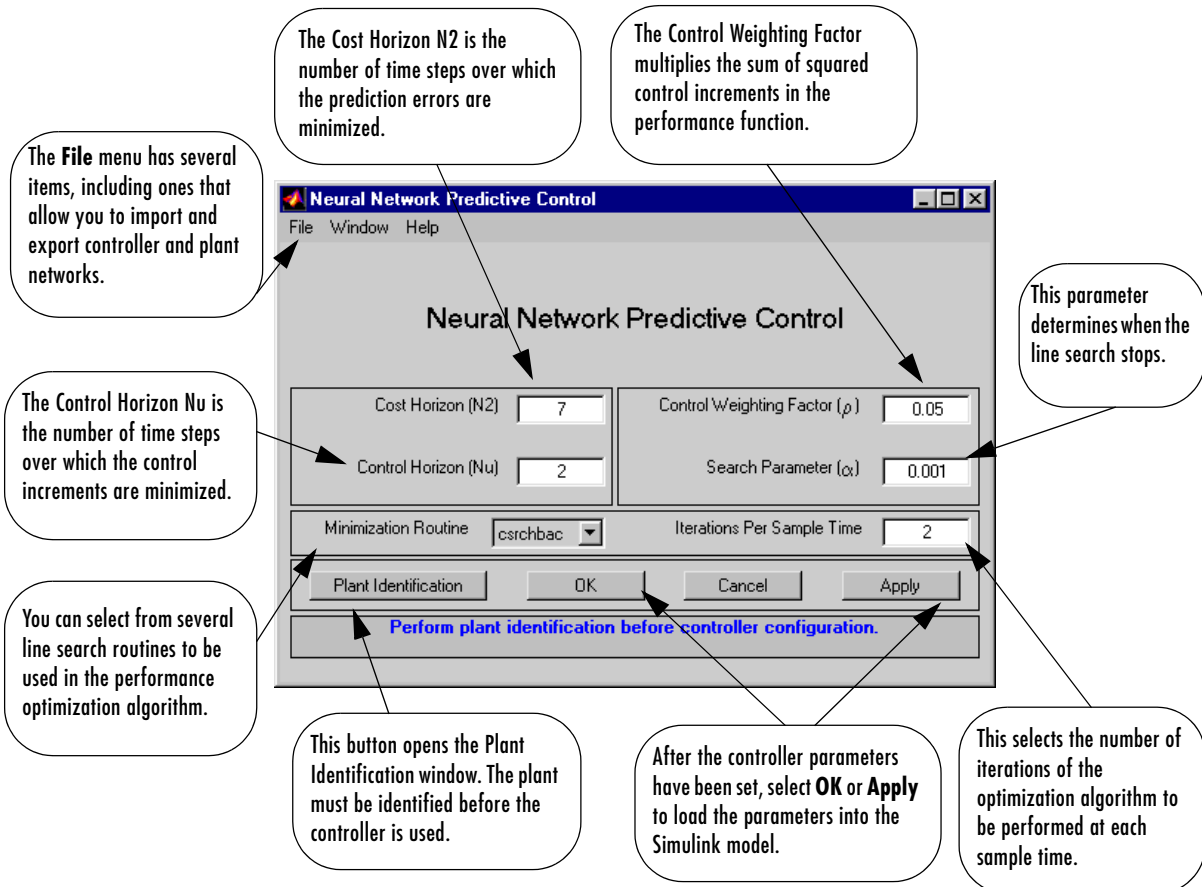 The Cost Horizon N2 is the
number of time steps over which
the prediction errors are
minimized.
The Control Weighting Factor
multiplies the sum of squared
control increments in the
performance function.
The File menu has several
items, including ones that
allow you to import and
export controller and plant
networks.
Neural Network Predictive Control
File Window Help
Neural Network Predictive Control
This parameter
determines when the
line search stops.
The Control Horizon Nu is
the number of time steps
over which the control
increments are minimized.
Cost Horizon (N2) 7
Control Weighting Factor (ρ) 0.05
Control Horizon (Nu) 2
Search Parameter (α) 0.001
Minimization Routine csrchbac
Iterations Per Sample Time 2
Plant Identification OK Cancel Apply
Perform plant identification before controller configuration.
You can select from several
line search routines to be
used in the performance
optimization algorithm.
This button opens the Plant
Identification window. The plant
must be identified before the
controller is used.
After the controller parameters
have been set, select OK or Apply
to load the parameters into the
Simulink model.
This selects the number of
iterations of the
optimization algorithm to
be performed at each
sample time.